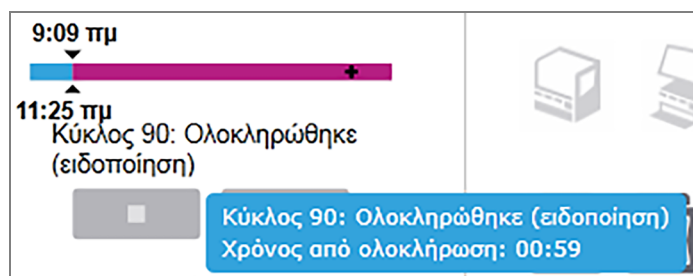 9:09 πμ
11:25 πμ
Κύκλος 90: Ολοκληρώθηκε
(ειδοποίηση)
Κύκλος 90: Ολοκληρώθηκε (ειδοποίηση)
Χρόνος από ολοκλήρωση: 00:59